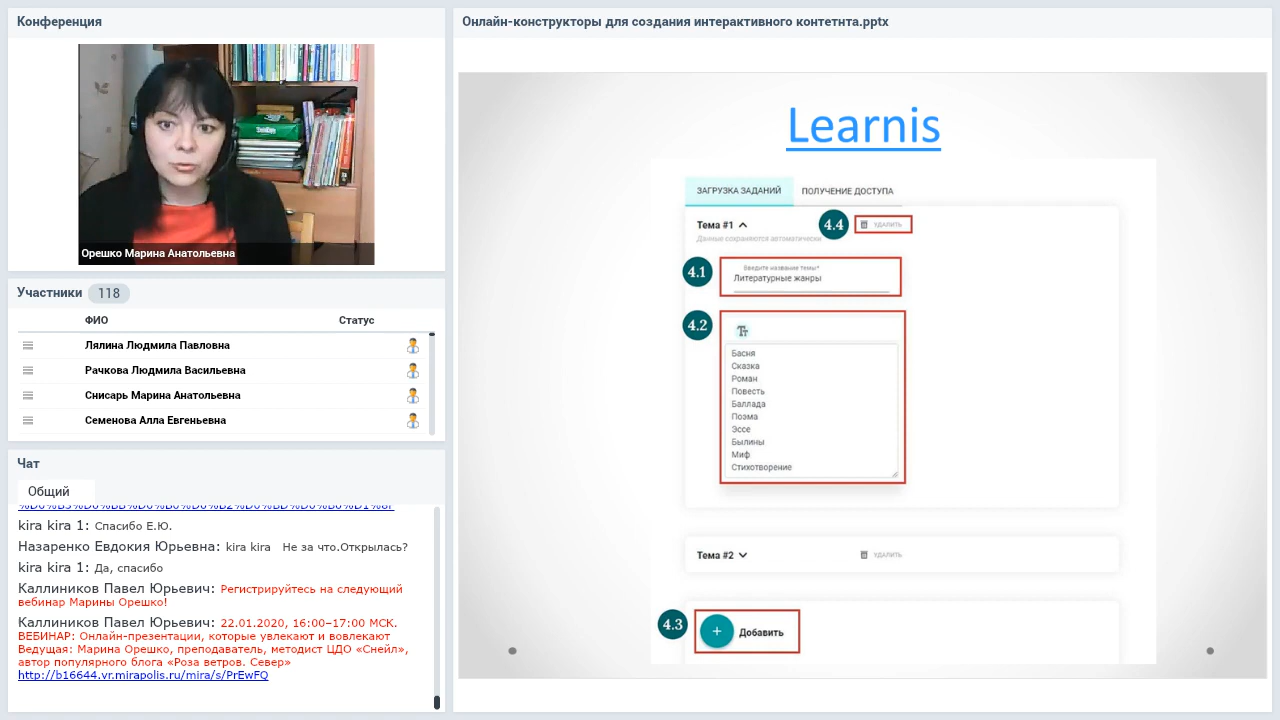 Конференция
Орешко Марина Анатольевна
Участники 118
ФИО Статус
Лялина Людмила Павловна
Рачкова Людмила Васильевна
Снисарь Марина Анатольевна
Семенова Алла Евгеньевна
Чат
Общий
kira kira 1: Спасибо Е.Ю.
Назаренко Евдокия Юрьевна: kira kira Не за что.Открылась?
kira kira 1: Да, спасибо
Каллиников Павел Юрьевич: Регистрируйтесь на следующий
вебинар Марины Орешко!
Каллиников Павел Юрьевич: 22.01.2020, 16:00–17:00 МСК.
ВЕБИНАР: Онлайн-презентации, которые увлекают и вовлекают
Ведущая: Марина Орешко, преподаватель, методист ЦДО «Снейл»,
автор популярного блога «Роза ветров. Север»
http://b16644.vr.mirapolis.ru/mira/s/PrEwFQ
Онлайн-конструкторы для создания интерактивного контетнта.pptx
Learnis
ЗАГРУЗКА ЗАДАНИЙ ПОЛУЧЕНИЕ ДОСТУПА
Тема #1 4.4 УДАЛИТЬ
Данные сохраняются автоматически
4.1 Введите название темы*
Литературные жанры
4.2 Тт
Басня
Сказка
Роман
Повесть
Баллада
Поэма
Эссе
Былины
Миф
Стихотворение
Тема #2 УДАЛИТЬ
4.3 + Добавить